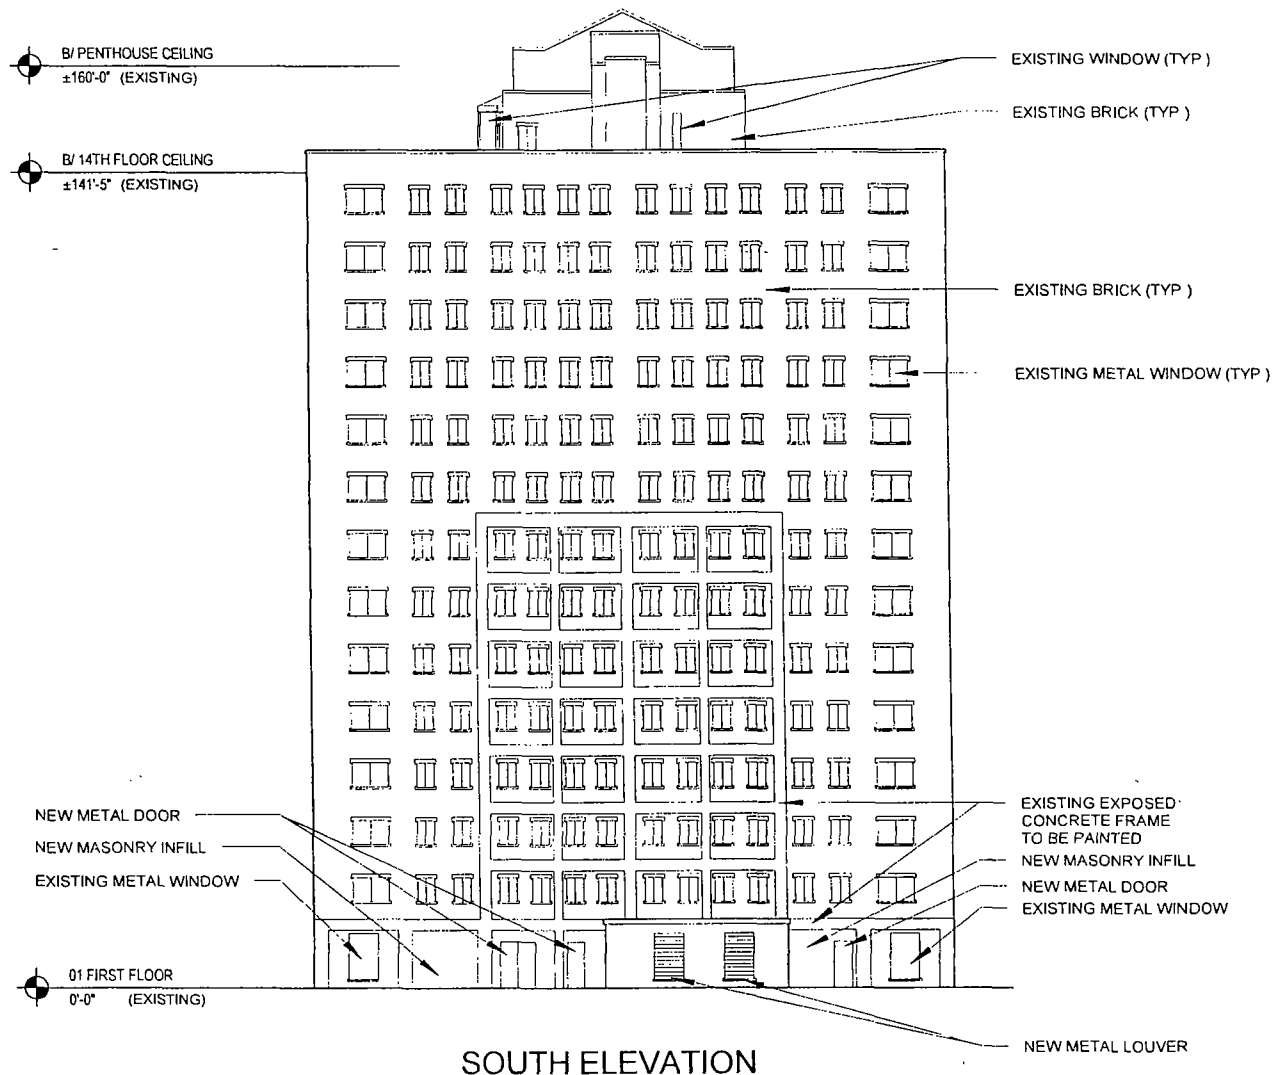 B/ PENTHOUSE CEILING
±160'-0" (EXISTING)
EXISTING WINDOW (TYP )
EXISTING BRICK (TYP )
B/ 14TH FLOOR CEILING
±141'-5" (EXISTING)
EXISTING BRICK (TYP )
EXISTING METAL WINDOW (TYP )
NEW METAL DOOR
NEW MASONRY INFILL
EXISTING METAL WINDOW
EXISTING EXPOSED
CONCRETE FRAME
TO BE PAINTED
NEW MASONRY INFILL
NEW METAL DOOR
EXISTING METAL WINDOW
01 FIRST FLOOR
0'-0" (EXISTING)
NEW METAL LOUVER
SOUTH ELEVATION